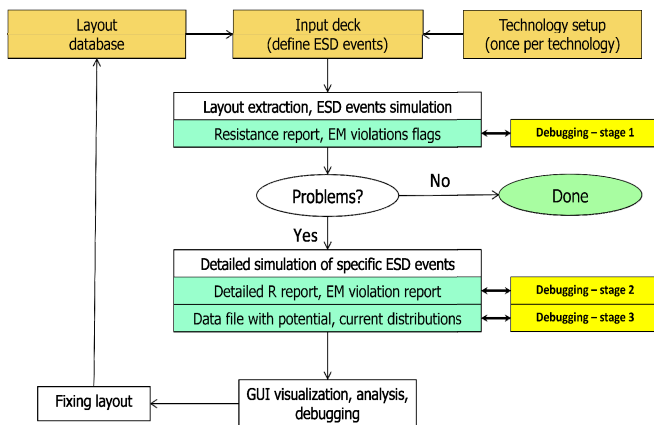 Layout
database
Input deck
(define ESD events)
Technology setup
(once per technology)
Layout extraction, ESD events simulation
Resistance report, EM violations flags
Debugging – stage 1
Problems?
No
Done
Yes
Detailed simulation of specific ESD events
Detailed R report, EM violation report
Debugging – stage 2
Data file with potential, current distributions
Debugging – stage 3
Fixing layout
GUI visualization, analysis,
debugging